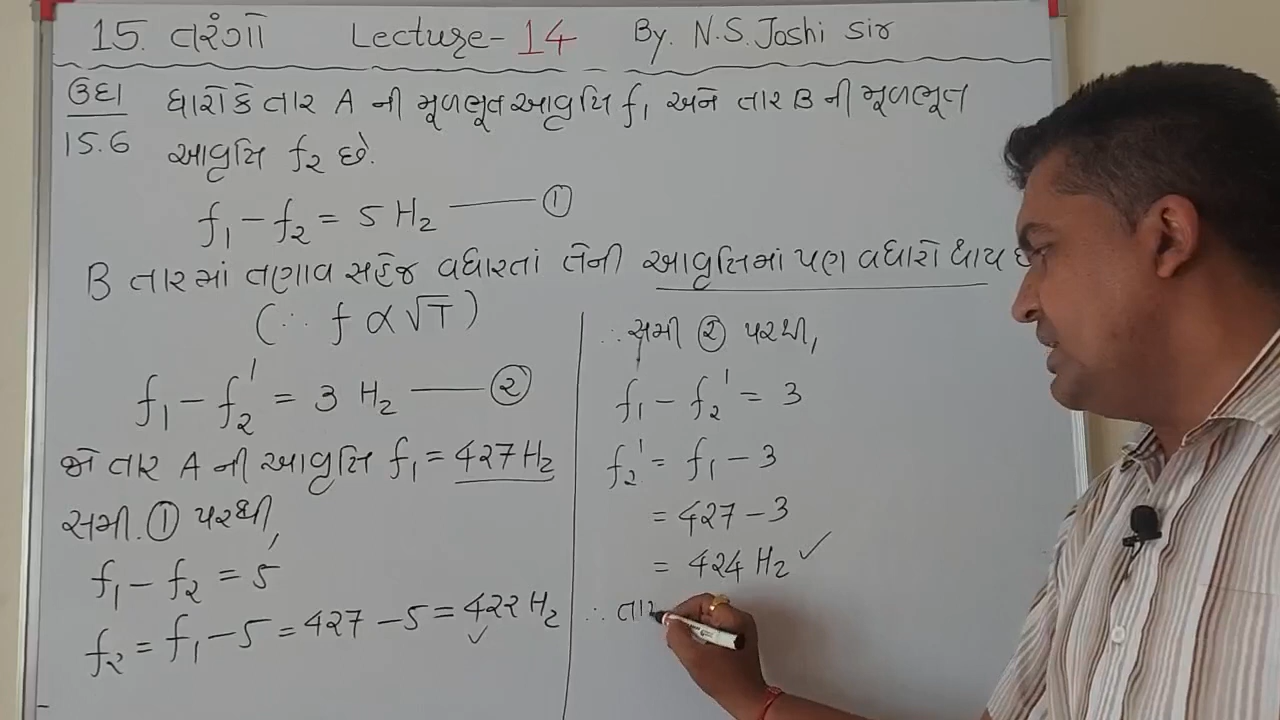 15. તરંગો Lecture-14 By. N.S.Joshi Sir
ઉદા 15.6
ધારો કે તાર A ની મૂળભૂત આવૃત્તિ f₁ અને તાર B ની મૂળભૂત
આવૃત્તિ f₂ છે.
f₁ - f₂ = 5 Hz —— ①
B તારમાં તણાવ સહેજ વધારતાં તેની આવૃત્તિમાં પણ વધારો થાય
(∵ f ∝ √T)
f₁ - f₂' = 3 Hz —— ②
જો તાર A ની આવૃત્તિ f₁ = 427 Hz
સમી. ① પરથી,
f₁ - f₂ = 5
f₂ = f₁ - 5 = 427 - 5 = 422 Hz ✓
∴ સમી ② પરથી,
f₁ - f₂' = 3
f₂' = f₁ - 3
= 427 - 3
= 424 Hz ✓
∴ તાર